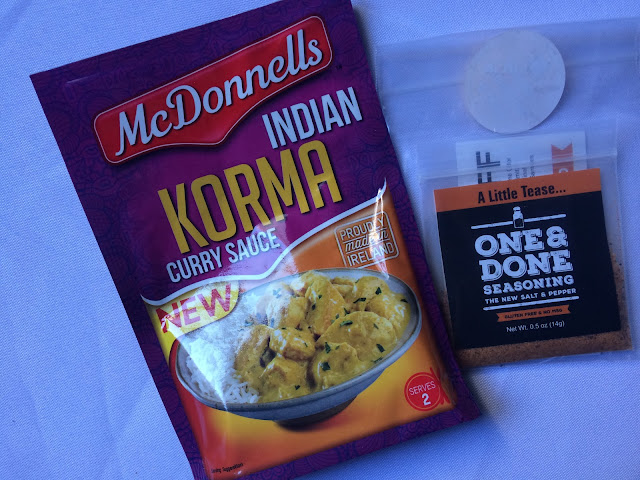 McDonnells
INDIAN
KORMA
CURRY SAUCE
PROUDLY
made in
IRELAND
NEW
SERVES
2
A Little Tease...
ONE &
DONE
SEASONING
THE NEW SALT & PEPPER
GLUTEN FREE & NO MSG
Net Wt. 0.5 oz (14g)